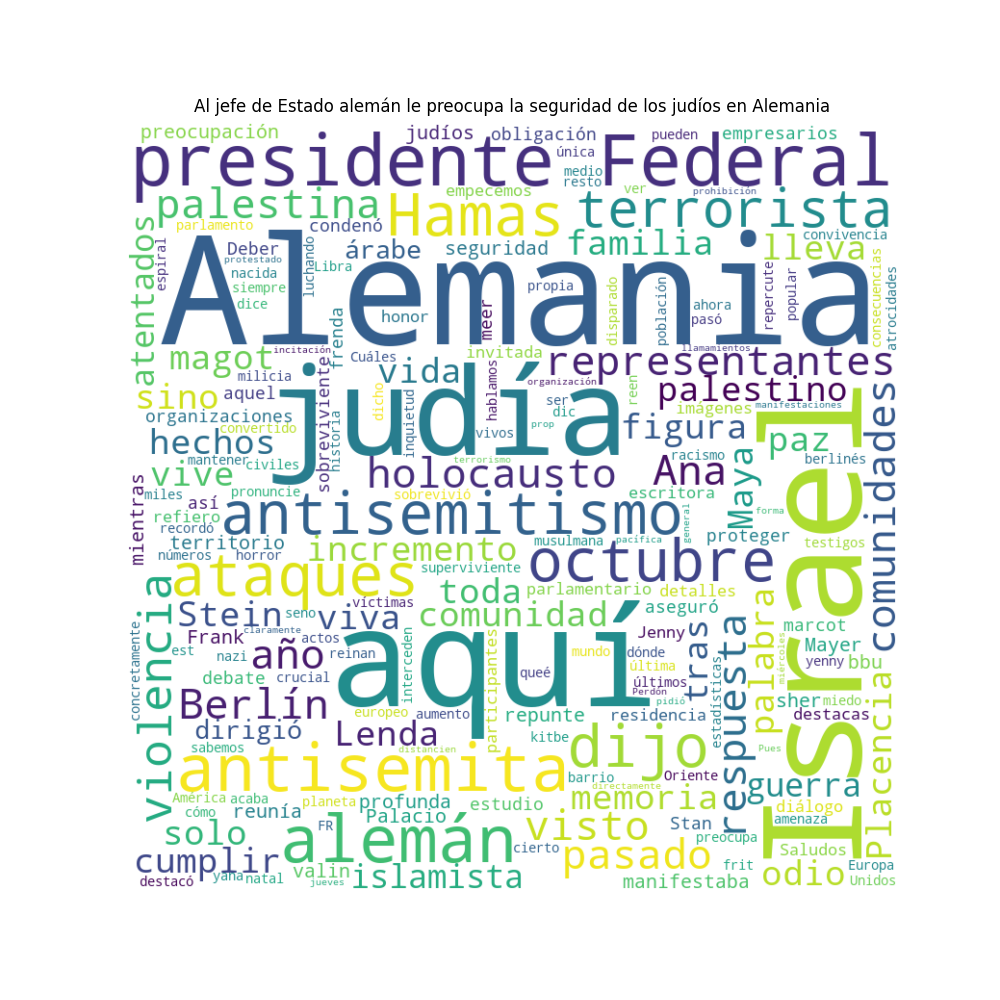 Al jefe de Estado alemán le preocupa la seguridad de los judíos en Alemania
preocupación judíos obligación pueden empresarios
presidente Federal
única
medio
resto
prohibición
empecemos ver
palestina Hamas terrorista
parlamento condenó
convivencia
satentados
espiral
Deber árabe seguridad familia lleva
protestado
nacida Libra
luchando
siempre
dice
Alemania
propia
honor
meer
disparado
población
ahora
pasó
repercute
popular
consecuencias
atrocidades
frenda
incitación
Cuáles
invitada
llamamientos
magot vida representantes
milicia
organización
palestino
sino aquel
sobreviviente
judía
dicho
inquietud
hablamos
ser
dic
prop
reen
imágenes manifestaciones
organizaciones
convertido
historia
vivos
figura
paz
hechos
mantener civiles
terrorismo
racismo
berlinés
vive holocausto Ana
Maya
Israel
comunidades
miles pronuncie sobrevivió escritora
mientras
así
refiero
recordó
antisemitismo
general
forma
territorio
musulmana pacífica proteger testigos
números horror incremento superviviente octubre
ataques toda parlamentario detalles
violencia
víctimas
comunidad aseguró
palabra
marcot
Stein seno viva
concretamente
Frank claramente actos
aquí
Jenny
tras
respuesta
miércoles
Mayer
est nazi año reinan
interceden
participantes
queé
mundo dónde
última
yenny bbu
debate crucial
últimos
Perdón
pidió
estadísticas
sher miedo
Berlín europeo aumento repunte residencia destacas
Placencia
dirigió Lenda kitbe
sabemos distancien
dijo
Pues
antisemita
barrio Oriente
directamente
guerra
América acaba planeta profunda estudio memoria
diálogo
cómo reunía Palacio
amenaza
solo FR alemán visto Stan
preocupa
cierto pasado Saludos
cumplir valin frit Europa
destacó yana natal jueves islamista manifestaba odio Unidos